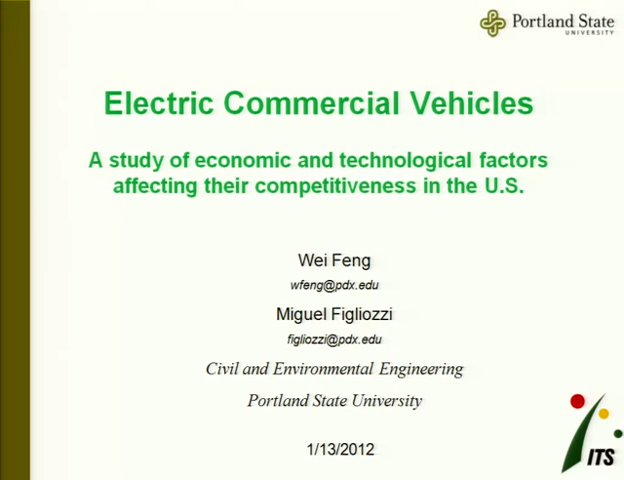 Portland State
UNIVERSITY
Electric Commercial Vehicles
A study of economic and technological factors
affecting their competitiveness in the U.S.
Wei Feng
wfeng@pdx.edu
Miguel Figliozzi
figliozzi@pdx.edu
Civil and Environmental Engineering
Portland State University
1/13/2012
ITS